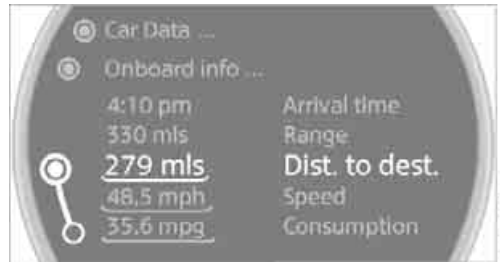 Car Data ...
Onboard info ...
4:10 pm Arrival time
330 mls Range
279 mls Dist. to dest.
48.5 mph Speed
35.6 mpg Consumption